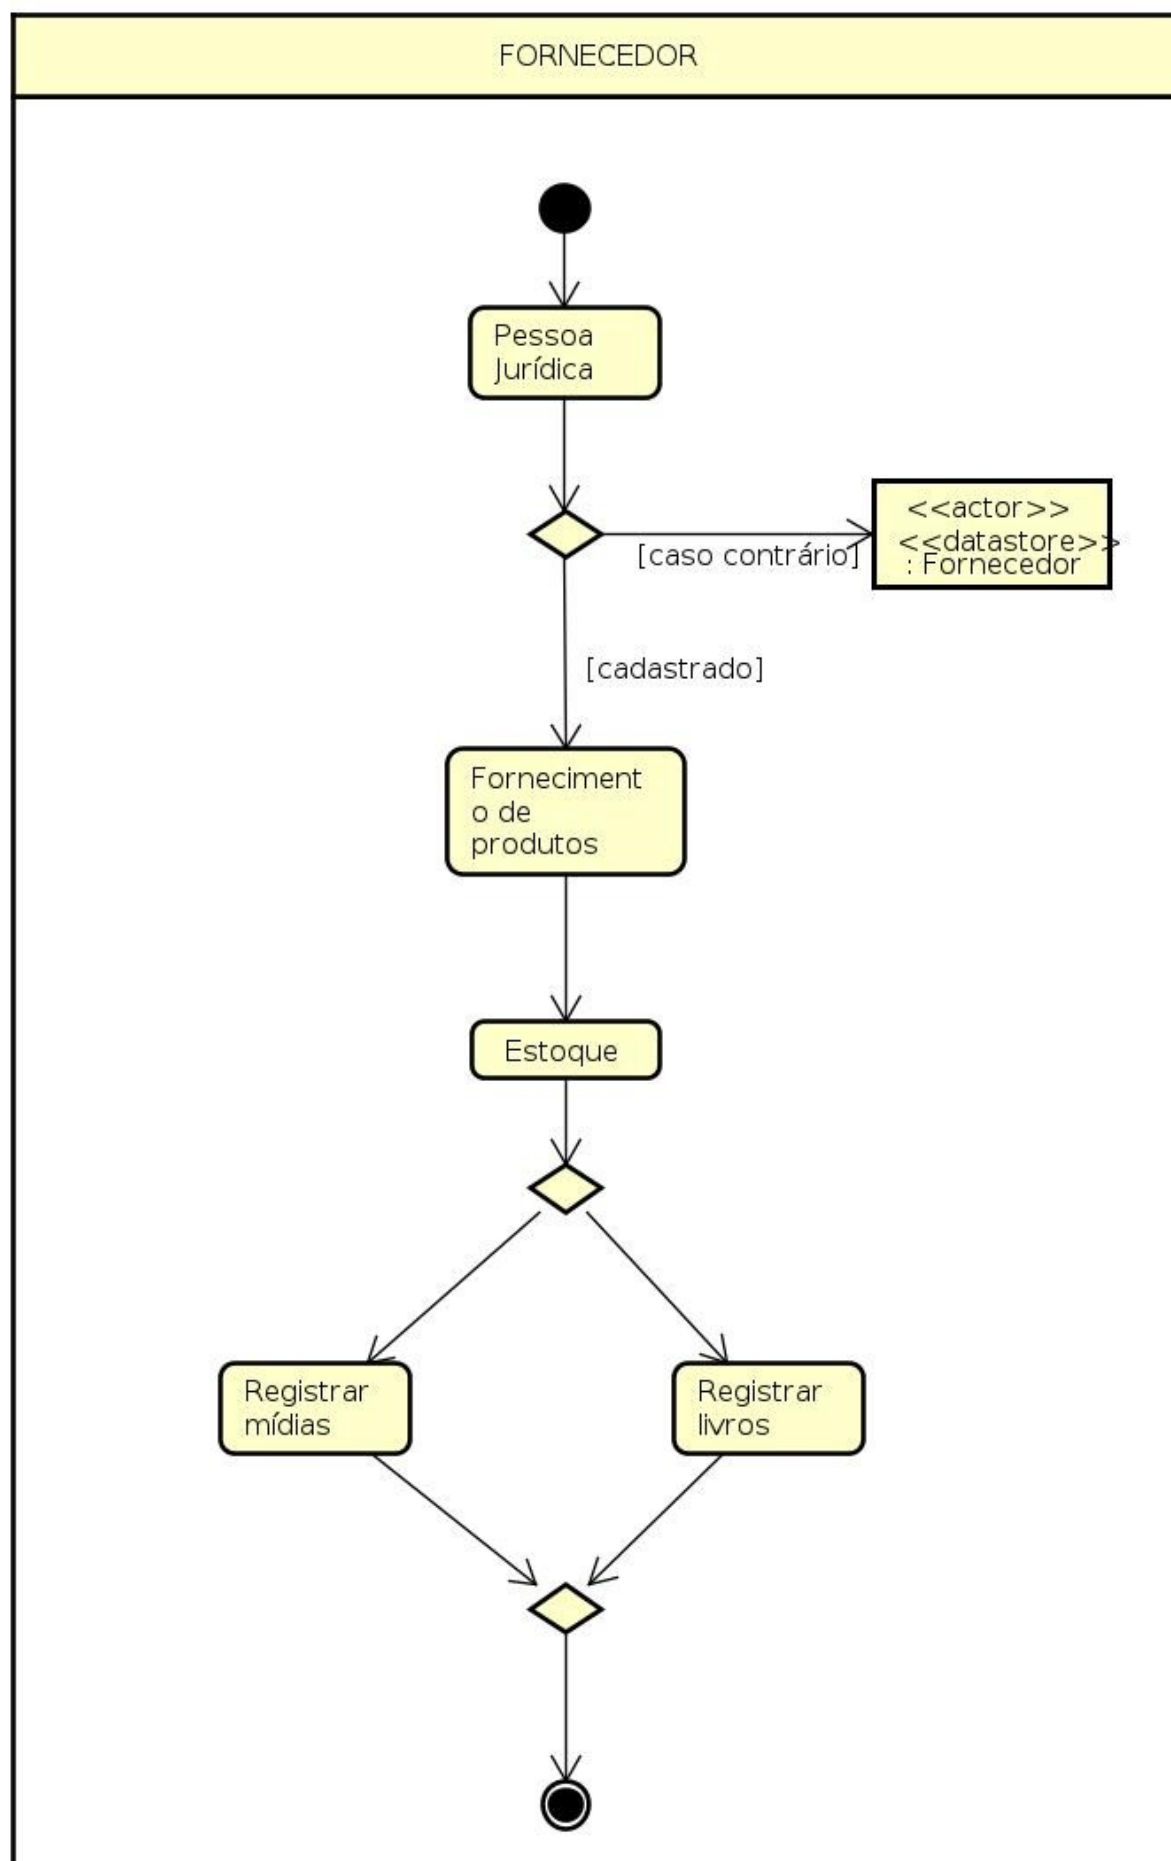 FORNECEDOR
Pessoa
Jurídica
<<actor>>
<<datastore>>
: Fornecedor
[caso contrário]
[cadastrado]
Forneciment
o de
produtos
Estoque
Registrar
mídias
Registrar
livros